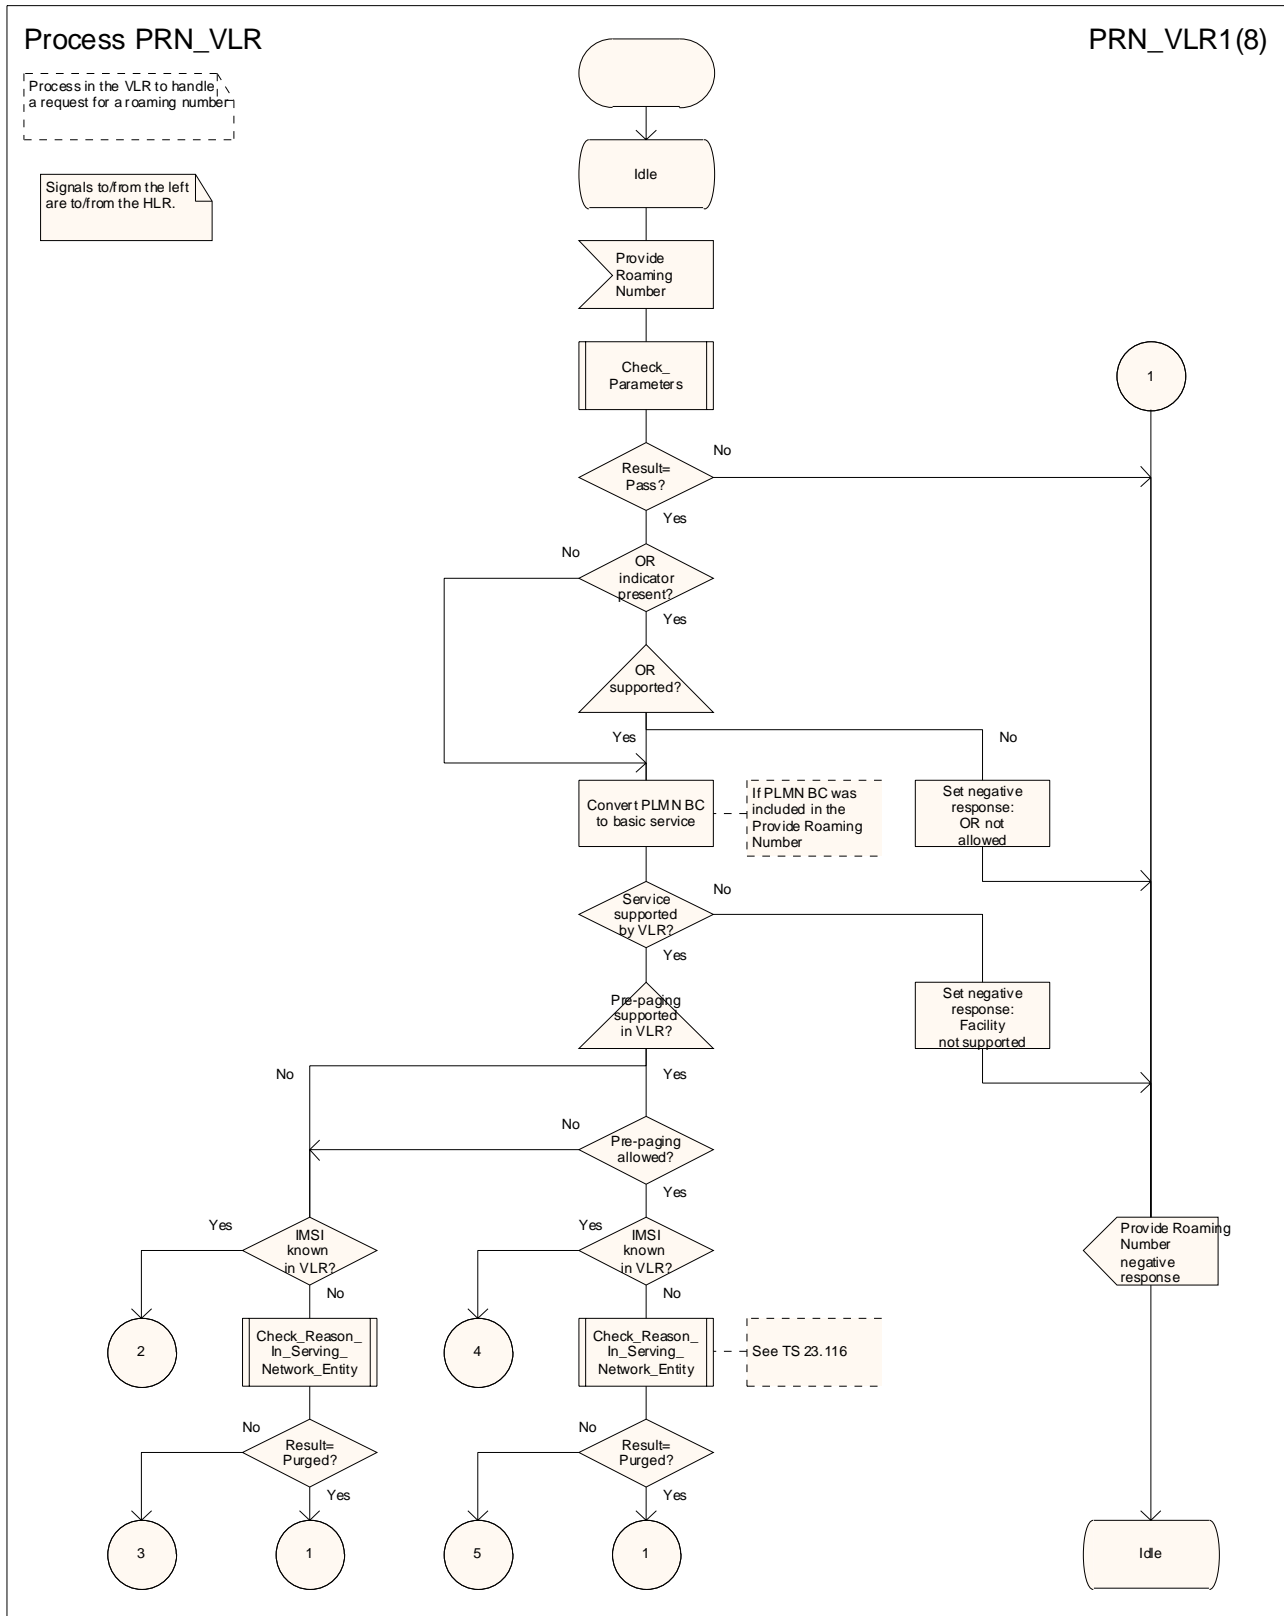 Process PRN_VLR
PRN_VLR1(8)
Process in the VLR to handle
a request for a roaming number
Signals to/from the left
are to/from the HLR.
Idle
Provide
Roaming
Number
Check_
Parameters
1
Result=
Pass?
No
Yes
No
OR
indicator
present?
Yes
OR
supported?
Yes
No
Convert PLMN BC
to basic service
If PLMN BC was
included in the
Provide Roaming
Number
Set negative
response:
OR not
allowed
Service
supported
by VLR?
No
Yes
Pre-paging
supported
in VLR?
Set negative
response:
Facility
not supported
No
Yes
No
Pre-paging
allowed?
Yes
Yes
IMSI
known
in VLR?
No
Yes
IMSI
known
in VLR?
No
Provide Roaming
Number
negative
response
2
Check_Reason_
In_Serving_
Network_Entity
4
Check_Reason_
In_Serving_
Network_Entity
See TS 23.116
No
Result=
Purged?
Yes
No
Result=
Purged?
Yes
3
1
5
1
Idle